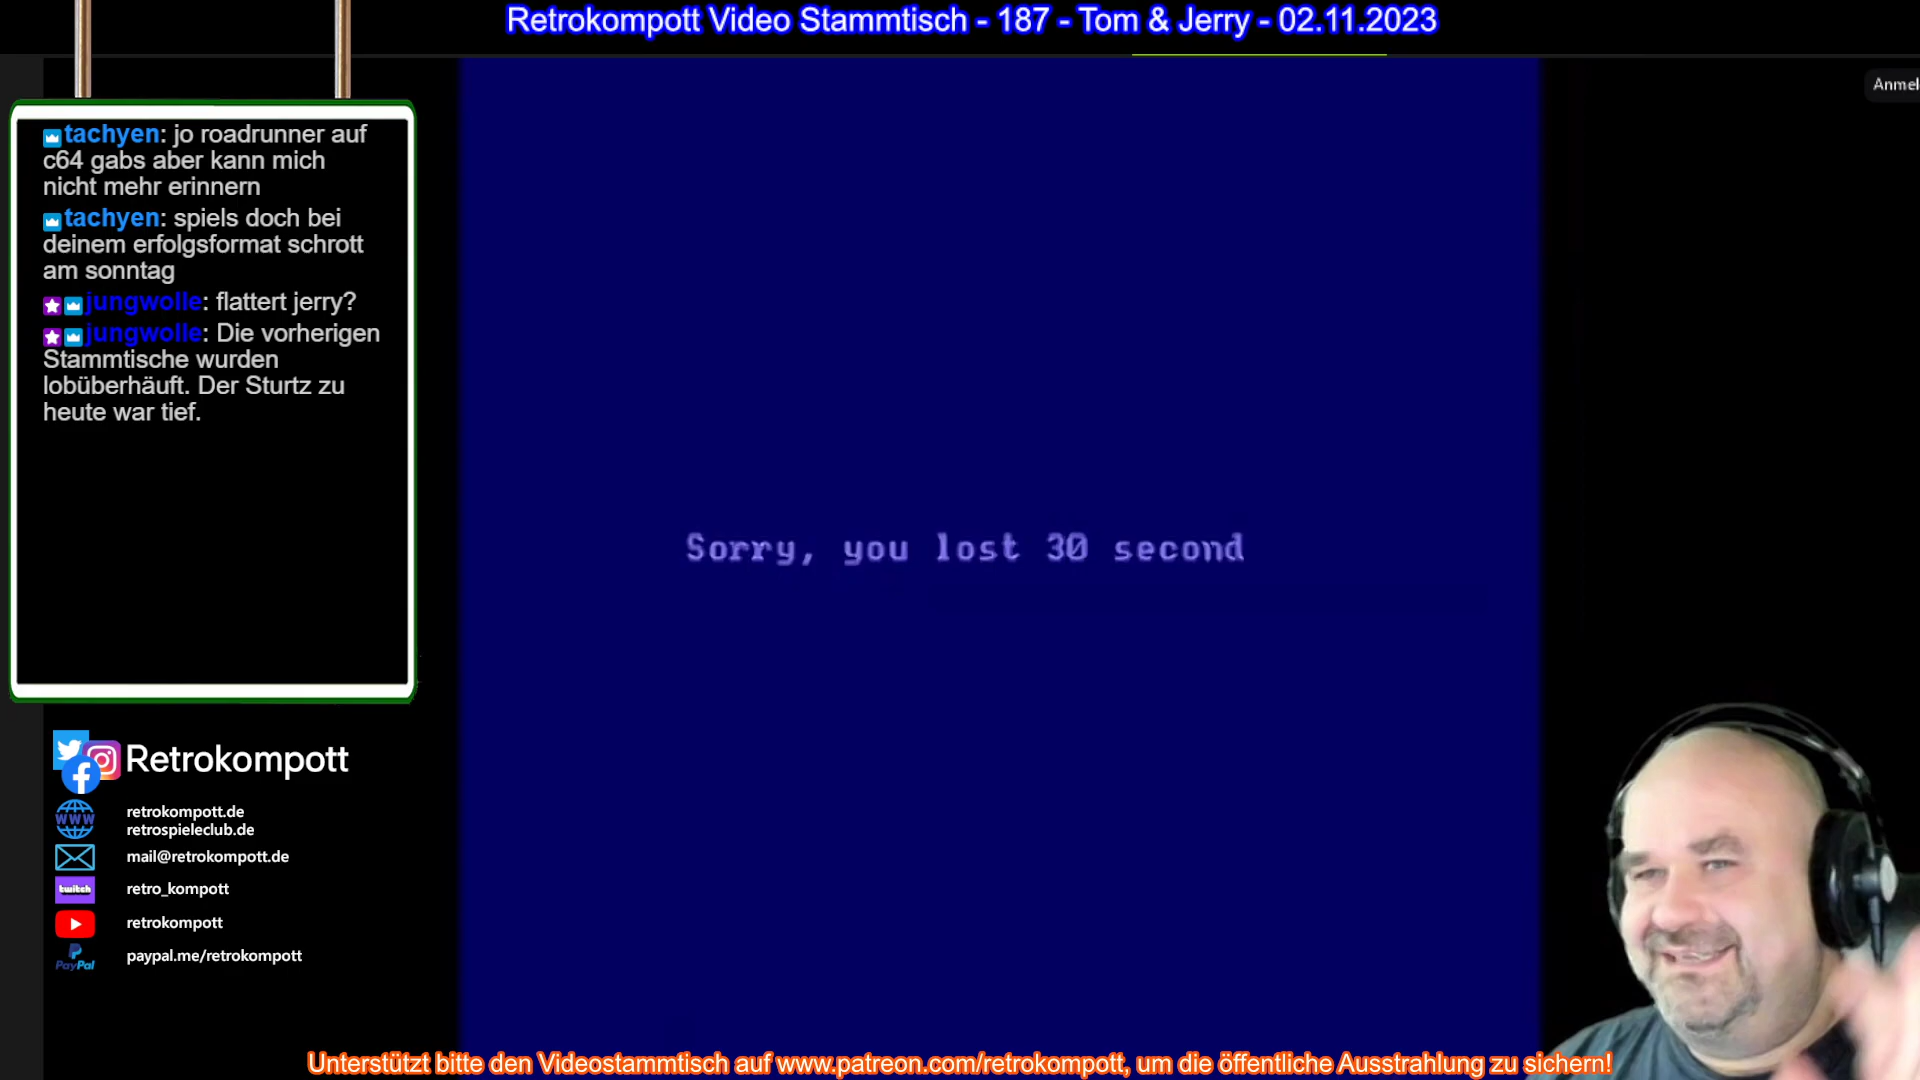 Retrokompott Video Stammtisch - 187 - Tom & Jerry - 02.11.2023
Anmel
tachyen: jo roadrunner auf
c64 gabs aber kann mich
nicht mehr erinnern
tachyen: spiels doch bei
deinem erfolgsformat schrott
am sonntag
jungwolle: flattert jerry?
jungwolle: Die vorherigen
Stammtische wurden
lobüberhäuft. Der Sturtz zu
heute war tief.
Sorry, you lost 30 second
Retrokompott
www
retrokompott.de
retrospieleclub.de
mail@retrokompott.de
twitch
retro_kompott
retrokompott
PayPal
paypal.me/retrokompott
Unterstützt bitte den Videostammtisch auf www.patreon.com/retrokompott, um die öffentliche Ausstrahlung zu sichern!